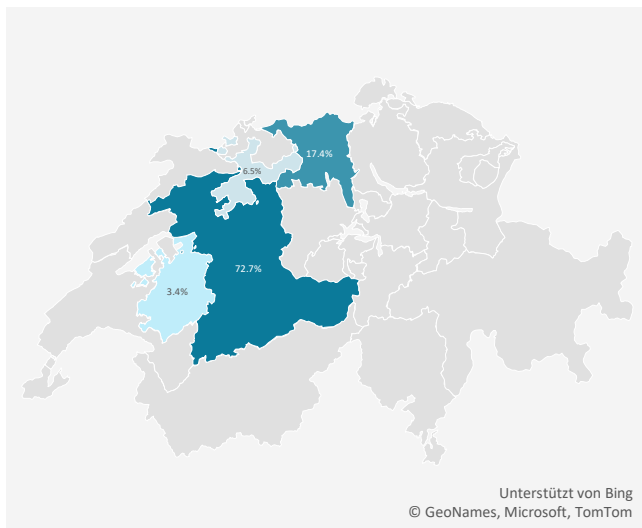 17.4%
6.5%
72.7%
3.4%
Unterstützt von Bing
© GeoNames, Microsoft, TomTom